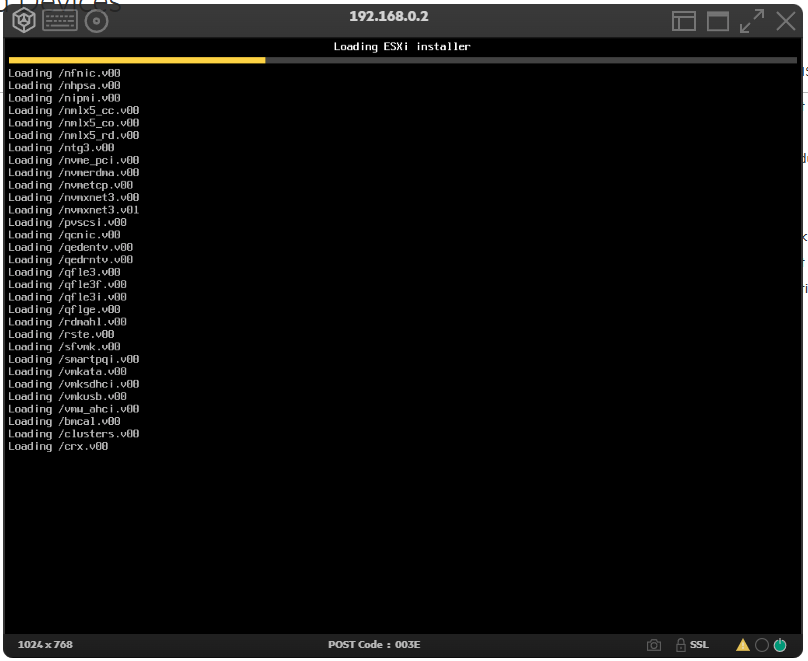 Devices
192.168.0.2
Loading ESXi installer
Loading /nfnic.v00
Loading /nhpsa.v00
Loading /nipmi.v00
Loading /nmlx5_cc.v00
Loading /nmlx5_co.v00
Loading /nmlx5_rd.v00
Loading /ntg3.v00
Loading /nvme_pci.v00
Loading /nvmerdma.v00
Loading /nvmetcp.v00
Loading /nvmxnet3.v00
Loading /nvmxnet3.v01
Loading /pvscsi.v00
Loading /qcnic.v00
Loading /qedentv.v00
Loading /qedrntv.v00
Loading /qfle3.v00
Loading /qfle3f.v00
Loading /qfle3i.v00
Loading /qflge.v00
Loading /rdmahl.v00
Loading /rste.v00
Loading /sfvmk.v00
Loading /smartpqi.v00
Loading /vmkata.v00
Loading /vmksdhci.v00
Loading /vmkusb.v00
Loading /vmw_ahci.v00
Loading /bmcal.v00
Loading /clusters.v00
Loading /crx.v00
1024 x 768 POST Code : 003E SSL